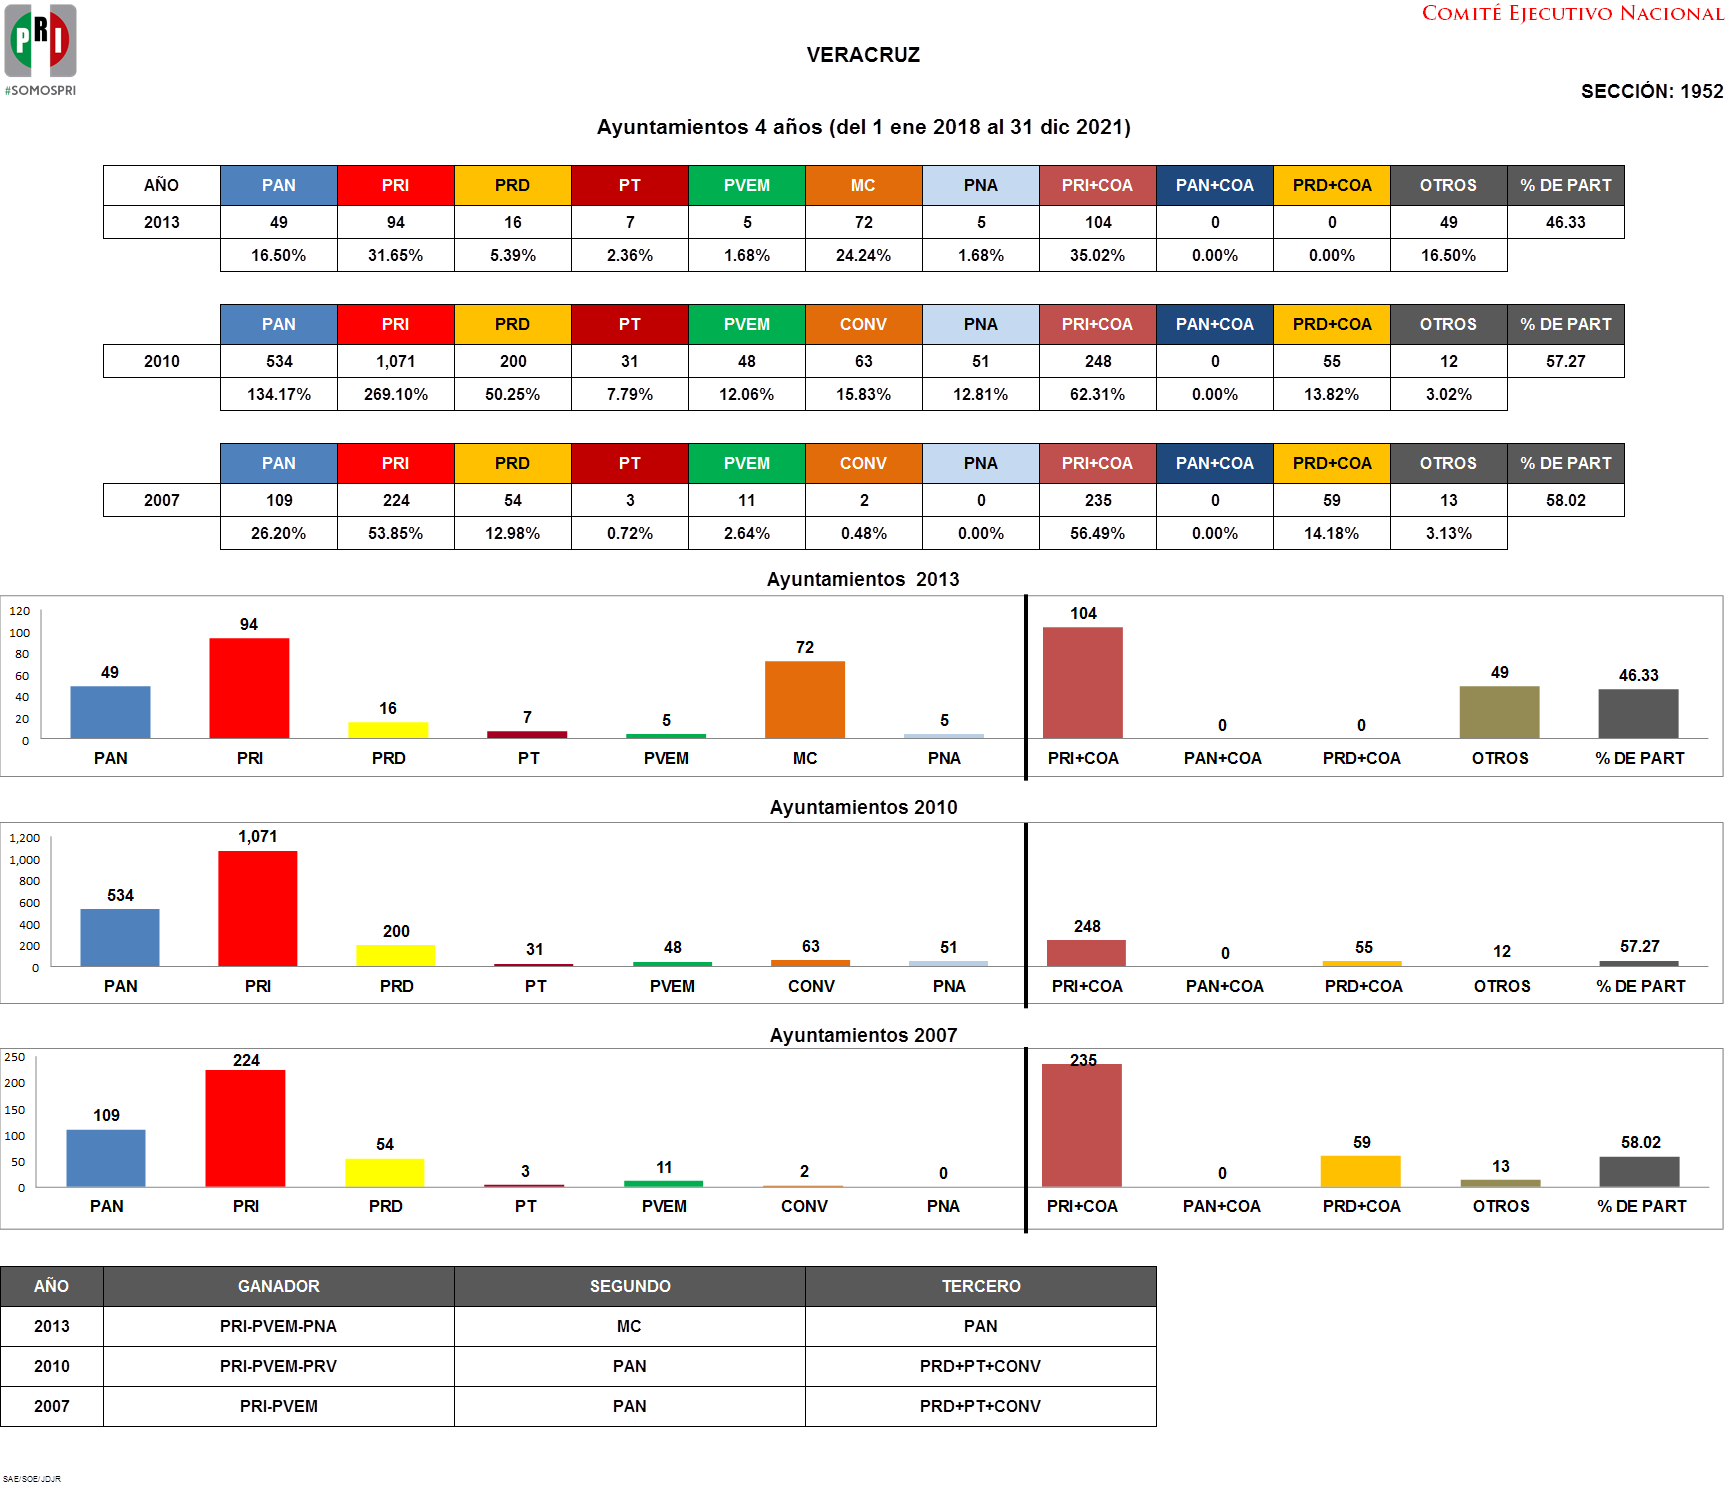 PRI
#SOMOSPRI
COMITÉ EJECUTIVO NACIONAL
VERACRUZ
SECCIÓN: 1952
Ayuntamientos 4 años (del 1 ene 2018 al 31 dic 2021)
AÑO PAN PRI PRD PT PVEM MC PNA PRI+COA PAN+COA PRD+COA OTROS % DE PART
2013 49 94 16 7 5 72 5 104 0 0 49 46.33
16.50% 31.65% 5.39% 2.36% 1.68% 24.24% 1.68% 35.02% 0.00% 0.00% 16.50%
PAN PRI PRD PT PVEM CONV PNA PRI+COA PAN+COA PRD+COA OTROS % DE PART
2010 534 1,071 200 31 48 63 51 248 0 55 12 57.27
134.17% 269.10% 50.25% 7.79% 12.06% 15.83% 12.81% 62.31% 0.00% 13.82% 3.02%
PAN PRI PRD PT PVEM CONV PNA PRI+COA PAN+COA PRD+COA OTROS % DE PART
2007 109 224 54 3 11 2 0 235 0 59 13 58.02
26.20% 53.85% 12.98% 0.72% 2.64% 0.48% 0.00% 56.49% 0.00% 14.18% 3.13%
Ayuntamientos 2013
120
100
80
60
40
20
0
49 94 16 7 5 72 5 104 0 0 49 46.33
PAN PRI PRD PT PVEM MC PNA PRI+COA PAN+COA PRD+COA OTROS % DE PART
Ayuntamientos 2010
1,200
1,000
800
600
400
200
0
534 1,071 200 31 48 63 51 248 0 55 12 57.27
PAN PRI PRD PT PVEM CONV PNA PRI+COA PAN+COA PRD+COA OTROS % DE PART
Ayuntamientos 2007
250
200
150
100
50
0
109 224 54 3 11 2 0 235 0 59 13 58.02
PAN PRI PRD PT PVEM CONV PNA PRI+COA PAN+COA PRD+COA OTROS % DE PART
AÑO GANADOR SEGUNDO TERCERO
2013 PRI-PVEM-PNA MC PAN
2010 PRI-PVEM-PRV PAN PRD+PT+CONV
2007 PRI-PVEM PAN PRD+PT+CONV
SAE/SOE/JDJR